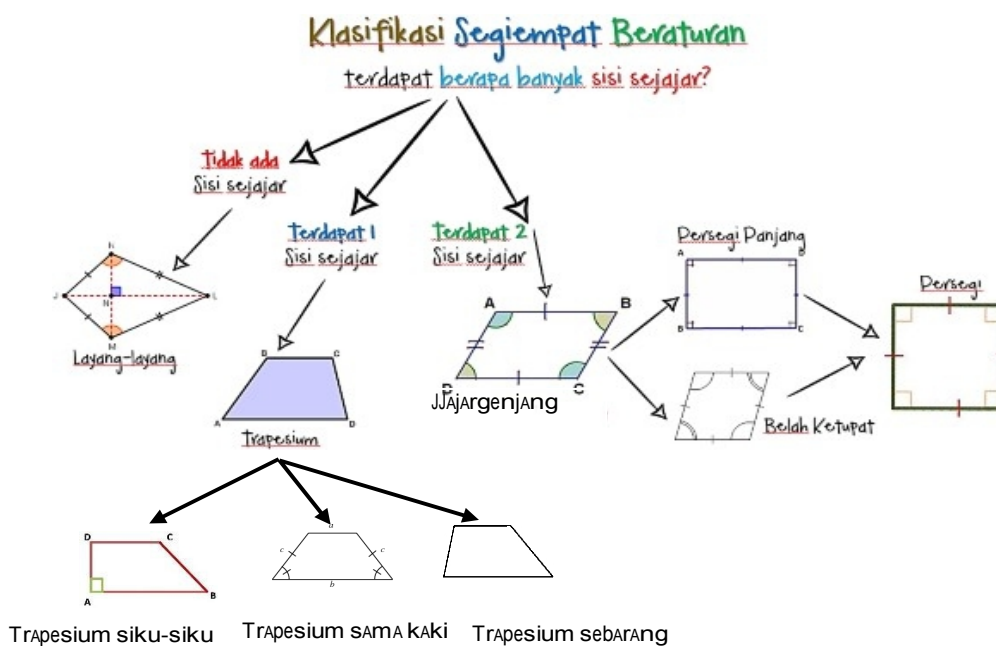 Klasifikasi Segiempat Beraturan
terdapat berapa banyak sisi sejajar?
Tidak ada
Sisi sejajar
Terdapat 1
Sisi sejajar
Terdapat 2
Sisi sejajar
Persegi Panjang
A B
B C
Persegi
K
J N L
M
Layang-layang
A B
D C
JJAjArgenjAng
B C
A D
Trapesium
Belah Ketupat
D C
A B
a
c c
b
TrApesium siku-siku
TrApesium sAmA kAki
TrApesium sebArAng